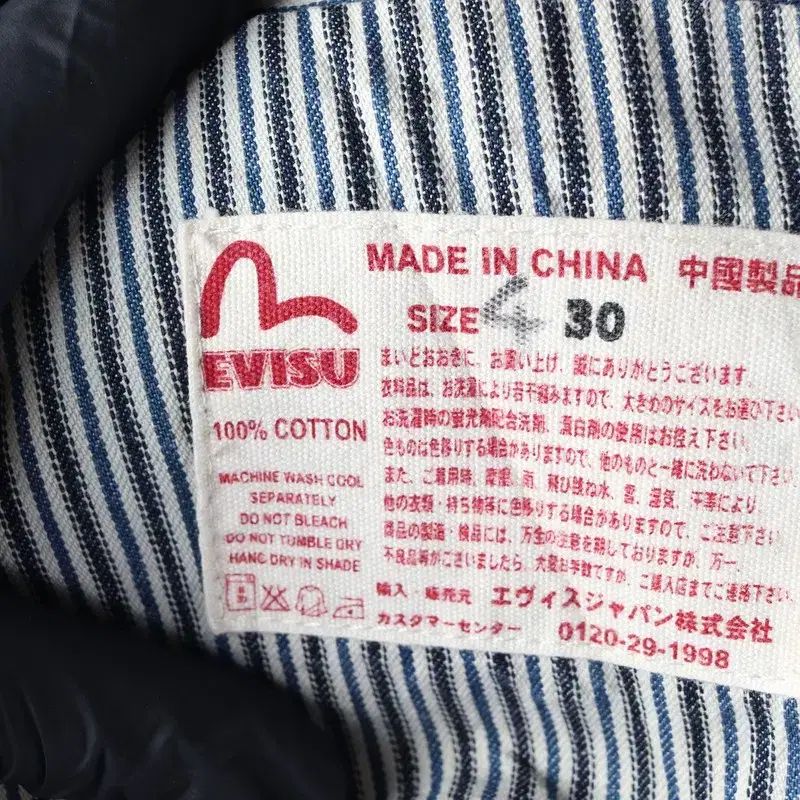 MADE IN CHINA 中國製品
SIZE 4 30
EVISU
100% COTTON
MACHINE WASH COOL
SEPARATELY
DO NOT BLEACH
DO NOT TUMBLE DRY
HANG DRY IN SHADE
まいどおおきに、お買い上げ、誠にありがとうございます。
衣料品は、お洗濯により若干縮みますので、大きめのサイズをお選び下さい
お洗濯時の蛍光剤配合洗剤、漂白剤の使用はお控え下さい。
色ものは色移りする場合がありますので、他のものと一緒に洗わないで下さい
また、ご着用時、摩擦、雨、飛び跳ね水、雪、湿気、汗等により
他の衣類・持ち物等に色移りする場合がありますので、ご注意下さい
商品の製造・検品には、万全の注意を期しておりますが、万一、
不良品等がございましたら、大変お手数ですが、ご購入店までご連絡下さい。
輸入・販売元 エヴィスジャパン株式会社
カスタマーセンター 0120-29-1998